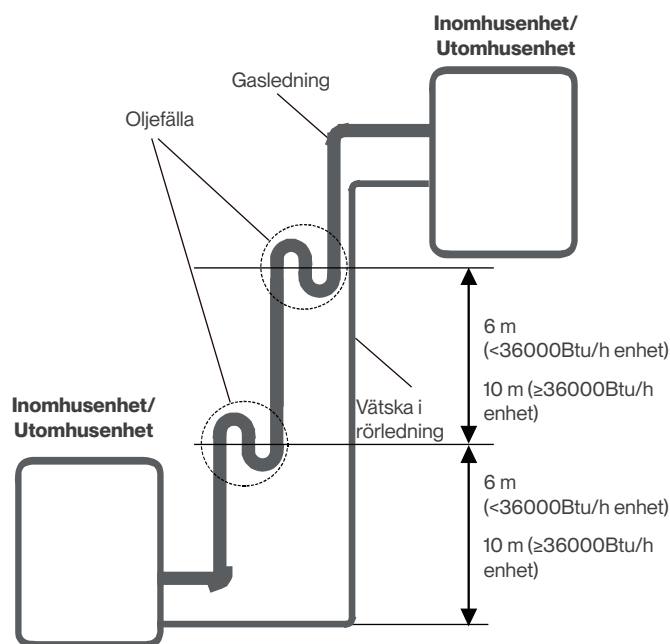 Inomhusenhet/
Utomhusenhet
Gasledning
Oljefälla
6 m
(<36000Btu/h enhet)
10 m (≥36000Btu/h
enhet)
Inomhusenhet/
Utomhusenhet
Vätska i
rörledning
6 m
(<36000Btu/h enhet)
10 m (≥36000Btu/h
enhet)